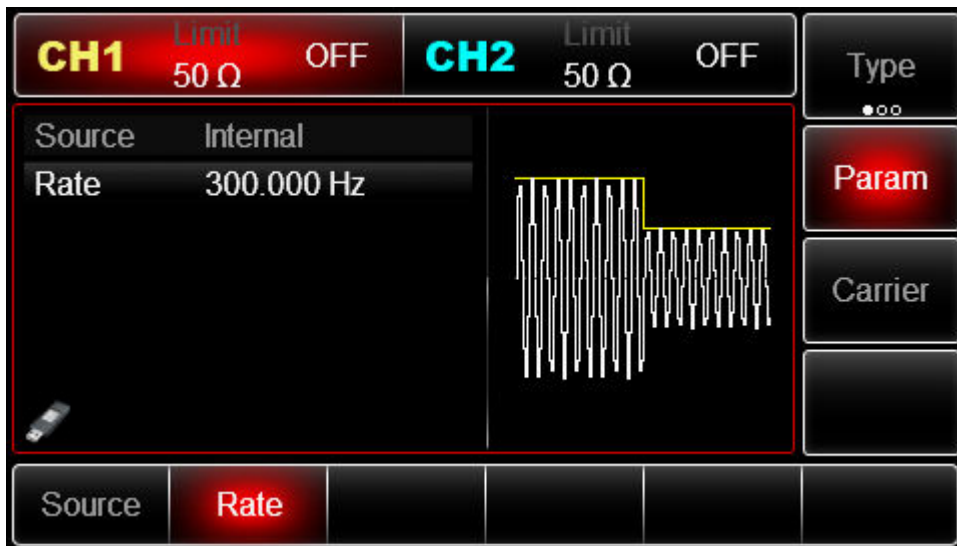 CH1 Limit 50 Ω OFF CH2 Limit 50 Ω OFF
Type
Source Internal
Rate 300.000 Hz
Param
Carrier
Source Rate